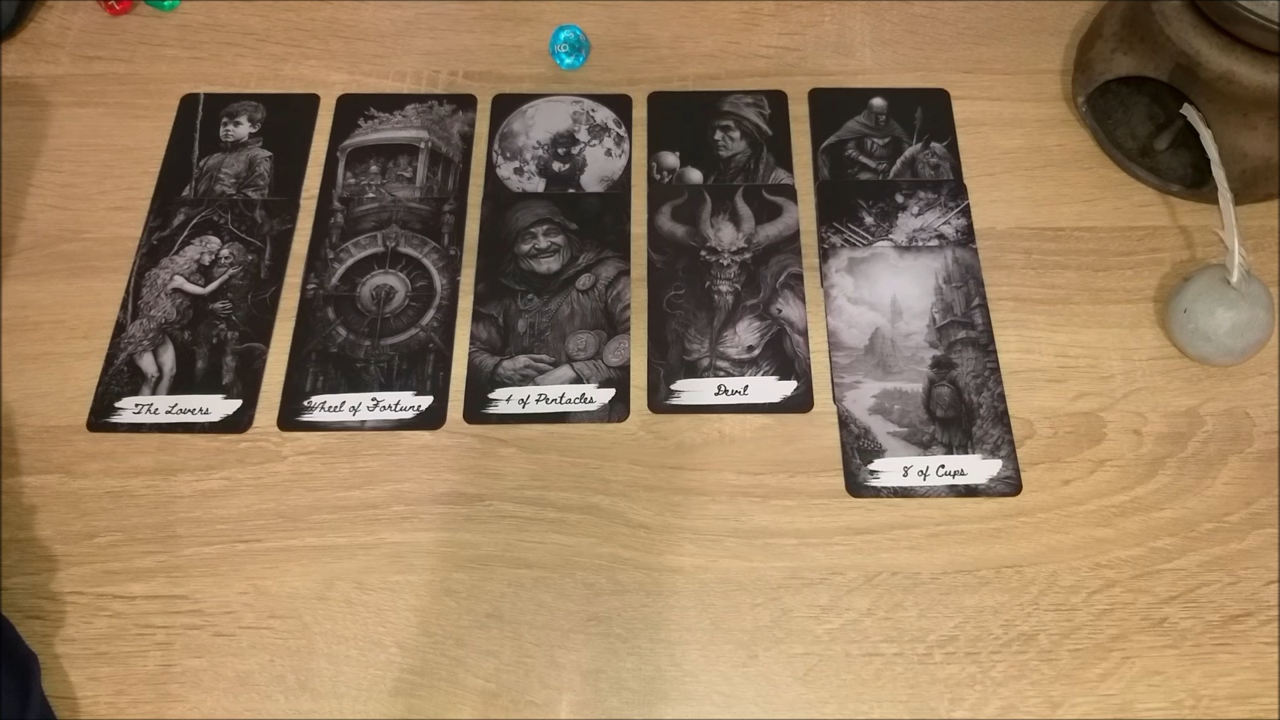 The Lovers
Wheel of Fortune
4 of Pentacles
Devil
8 of Cups